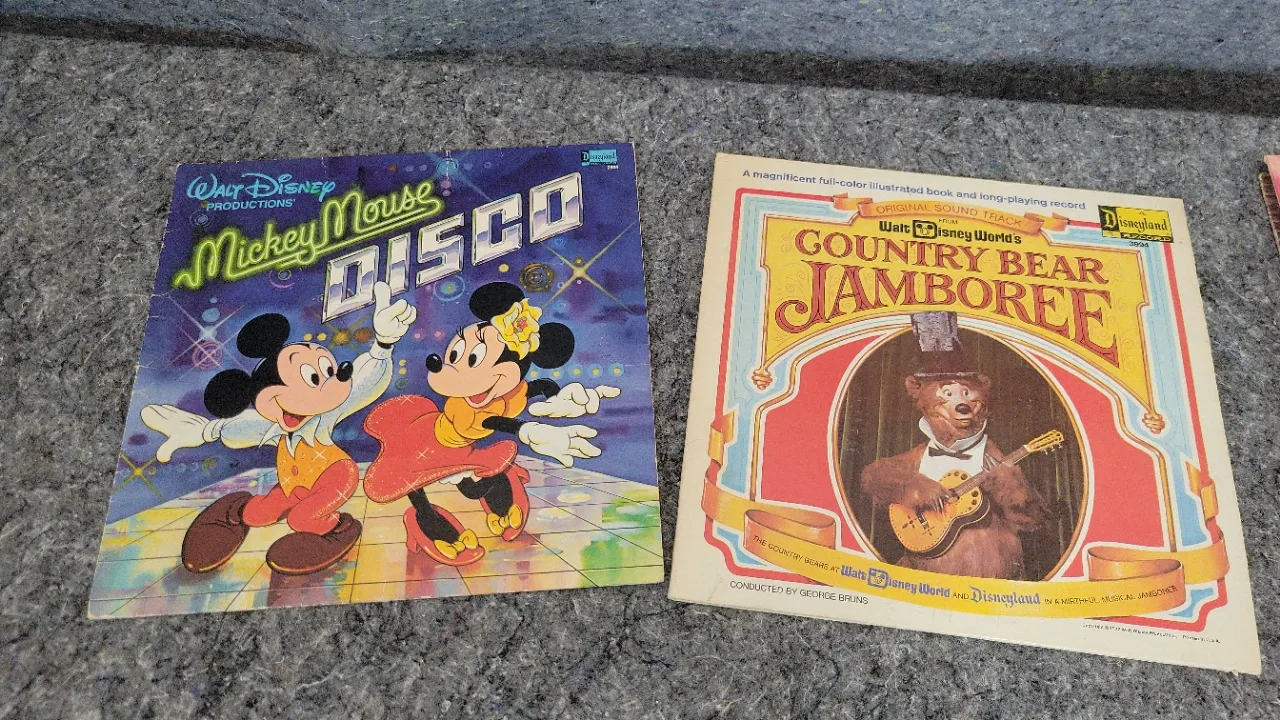 WALT DISNEY
PRODUCTIONS
Mickey Mouse
DISCO
Disneyland
A magnificent full-color illustrated book and long-playing record
ORIGINAL SOUND TRACK
FROM
Walt Disney World's
COUNTRY BEAR
JAMBOREE
Disneyland
RECORD
3994
THE COUNTRY BEARS AT Walt Disney World AND Disneyland IN A MIRTHFUL, MUSICAL JAMBOREE
CONDUCTED BY GEORGE BRUNS